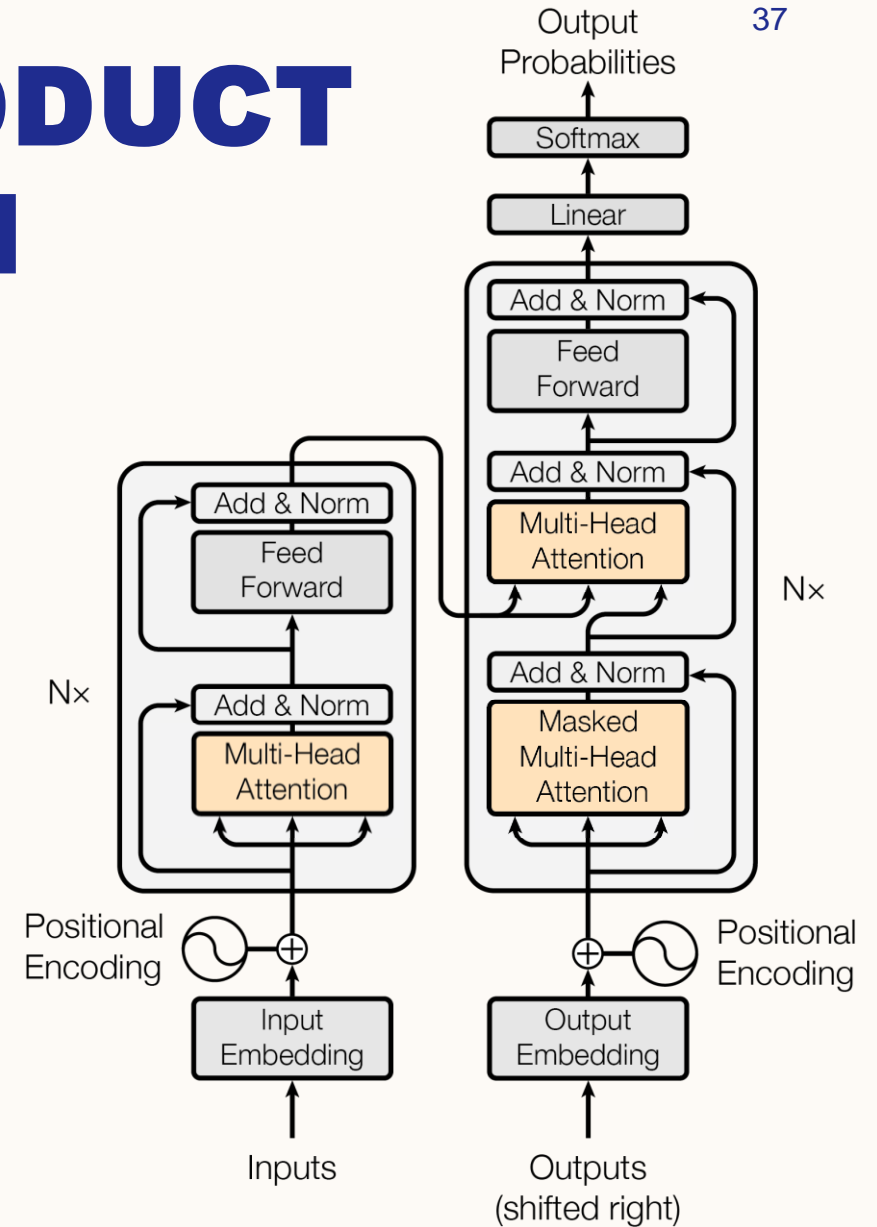 37
ODUCT
Output
Probabilities
Softmax
Linear
Add & Norm
Feed
Forward
Add & Norm
Multi-Head
Attention
Add & Norm
Masked
Multi-Head
Attention
Nx
Positional
Encoding
Output
Embedding
Outputs
(shifted right)
Add & Norm
Feed
Forward
Add & Norm
Multi-Head
Attention
Nx
Positional
Encoding
Input
Embedding
Inputs